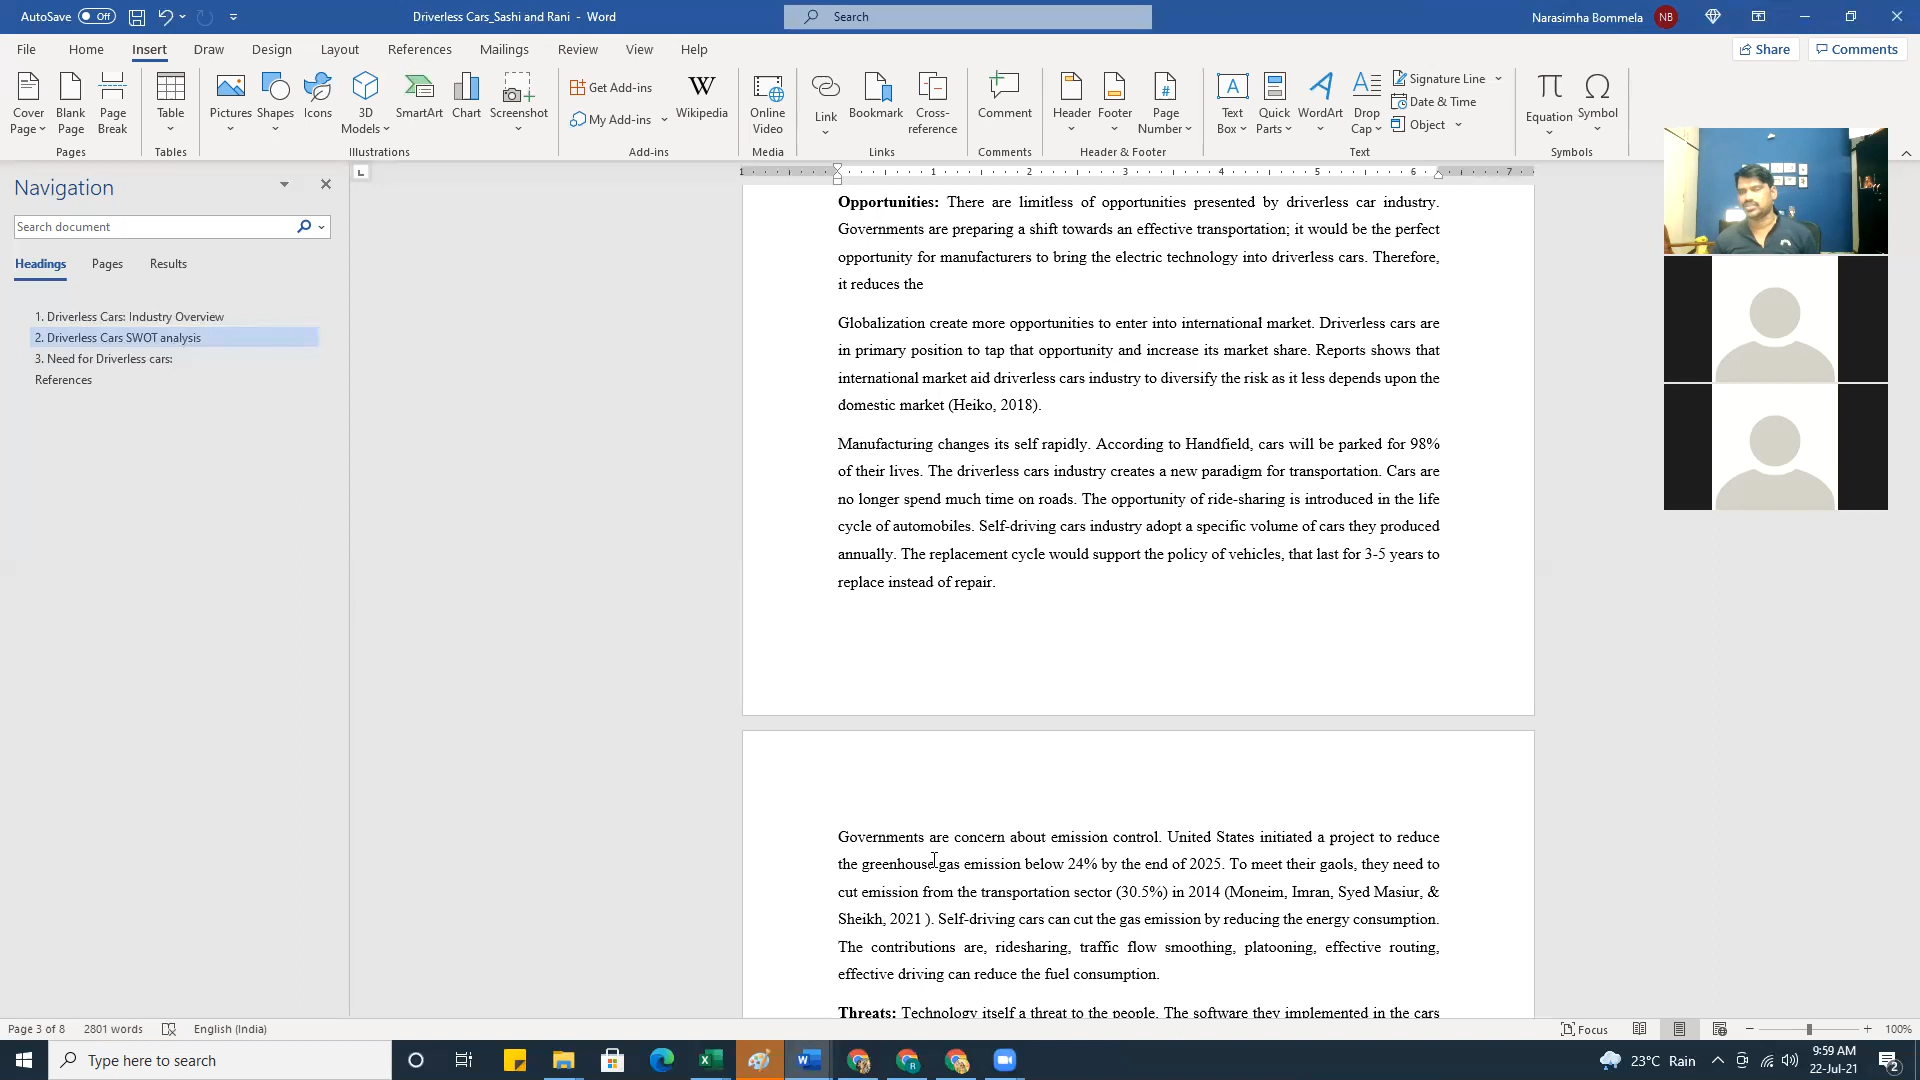 AutoSave Off Driverless Cars_Sashi and Rani - Word Search Narasimha Bommela NB
File Home Insert Draw Design Layout References Mailings Review View Help Share Comments
Cover Page Blank Page Page Break Table Pictures Shapes Icons 3D Models SmartArt Chart Screenshot Get Add-ins My Add-ins W Wikipedia Online Video Link Bookmark Cross-reference Comment Header Footer Page Number Text Box Quick Parts WordArt Drop Cap Signature Line Date & Time Object Equation Symbol
Pages Tables Illustrations Add-ins Media Links Comments Header & Footer Text Symbols
Navigation
Search document
Headings Pages Results
1. Driverless Cars: Industry Overview
2. Driverless Cars SWOT analysis
3. Need for Driverless cars:
References
1 1 2 3 4 5 6 7
Opportunities: There are limitless of opportunities presented by driverless car industry.
Governments are preparing a shift towards an effective transportation; it would be the perfect
opportunity for manufacturers to bring the electric technology into driverless cars. Therefore,
it reduces the
Globalization create more opportunities to enter into international market. Driverless cars are
in primary position to tap that opportunity and increase its market share. Reports shows that
international market aid driverless cars industry to diversify the risk as it less depends upon the
domestic market (Heiko, 2018).
Manufacturing changes its self rapidly. According to Handfield, cars will be parked for 98%
of their lives. The driverless cars industry creates a new paradigm for transportation. Cars are
no longer spend much time on roads. The opportunity of ride-sharing is introduced in the life
cycle of automobiles. Self-driving cars industry adopt a specific volume of cars they produced
annually. The replacement cycle would support the policy of vehicles, that last for 3-5 years to
replace instead of repair.
Governments are concern about emission control. United States initiated a project to reduce
the greenhouse gas emission below 24% by the end of 2025. To meet their gaols, they need to
cut emission from the transportation sector (30.5%) in 2014 (Moneim, Imran, Syed Masiur, &
Sheikh, 2021 ). Self-driving cars can cut the gas emission by reducing the energy consumption.
The contributions are, ridesharing, traffic flow smoothing, platooning, effective routing,
effective driving can reduce the fuel consumption.
Threats: Technology itself a threat to the people. The software they implemented in the cars
Page 3 of 8 2801 words English (India) Focus 100%
Type here to search 23°C Rain 9:59 AM
22-Jul-21 2